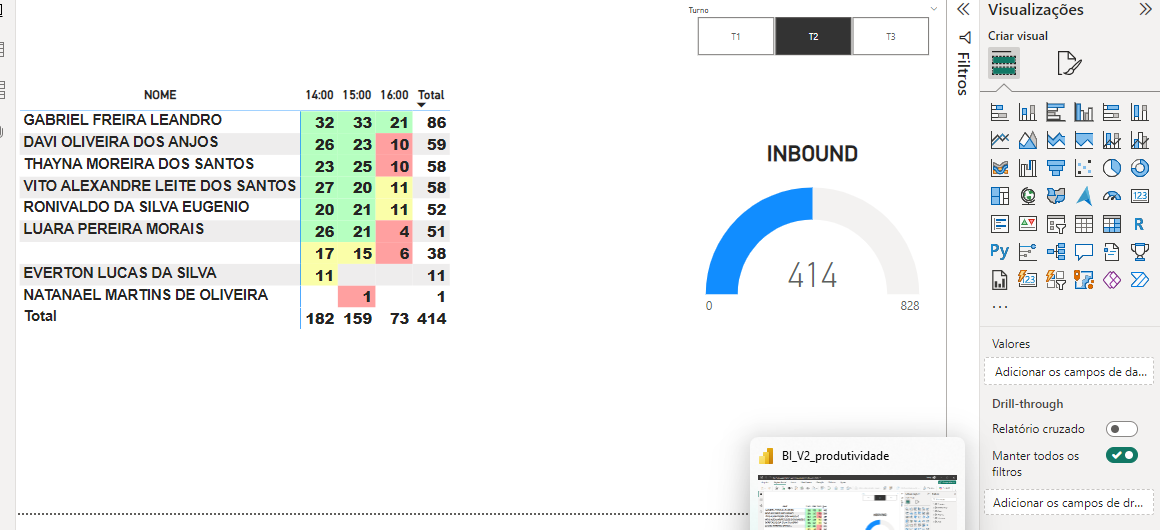 Turno
T1 T2 T3
NOME 14:00 15:00 16:00 Total
GABRIEL FREIRA LEANDRO 32 33 21 86
DAVI OLIVEIRA DOS ANJOS 26 23 10 59
THAYNA MOREIRA DOS SANTOS 23 25 10 58
VITO ALEXANDRE LEITE DOS SANTOS 27 20 11 58
RONIVALDO DA SILVA EUGENIO 20 21 11 52
LUARA PEREIRA MORAIS 26 21 4 51
17 15 6 38
EVERTON LUCAS DA SILVA 11 11
NATANAEL MARTINS DE OLIVEIRA 1 1
Total 182 159 73 414
INBOUND
414
0 828
BI_V2_produtividade
Filtros
Visualizações
Criar visual
123
R
Py
123
...
Valores
Adicionar os campos de da...
Drill-through
Relatório cruzado
Manter todos os
filtros
Adicionar os campos de dr...